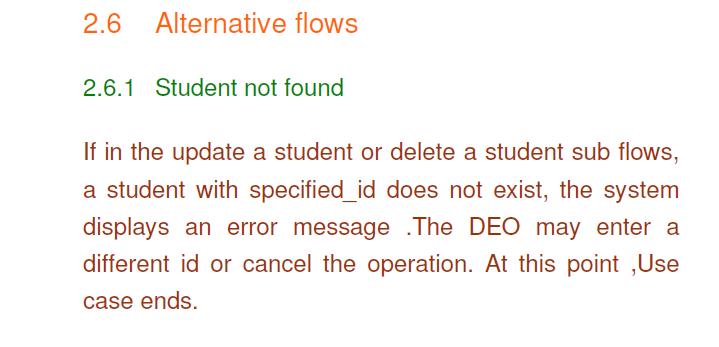 2.6 Alternative flows
2.6.1 Student not found
If in the update a student or delete a student sub flows,
a student with specified_id does not exist, the system
displays an error message .The DEO may enter a
different id or cancel the operation. At this point ,Use
case ends.